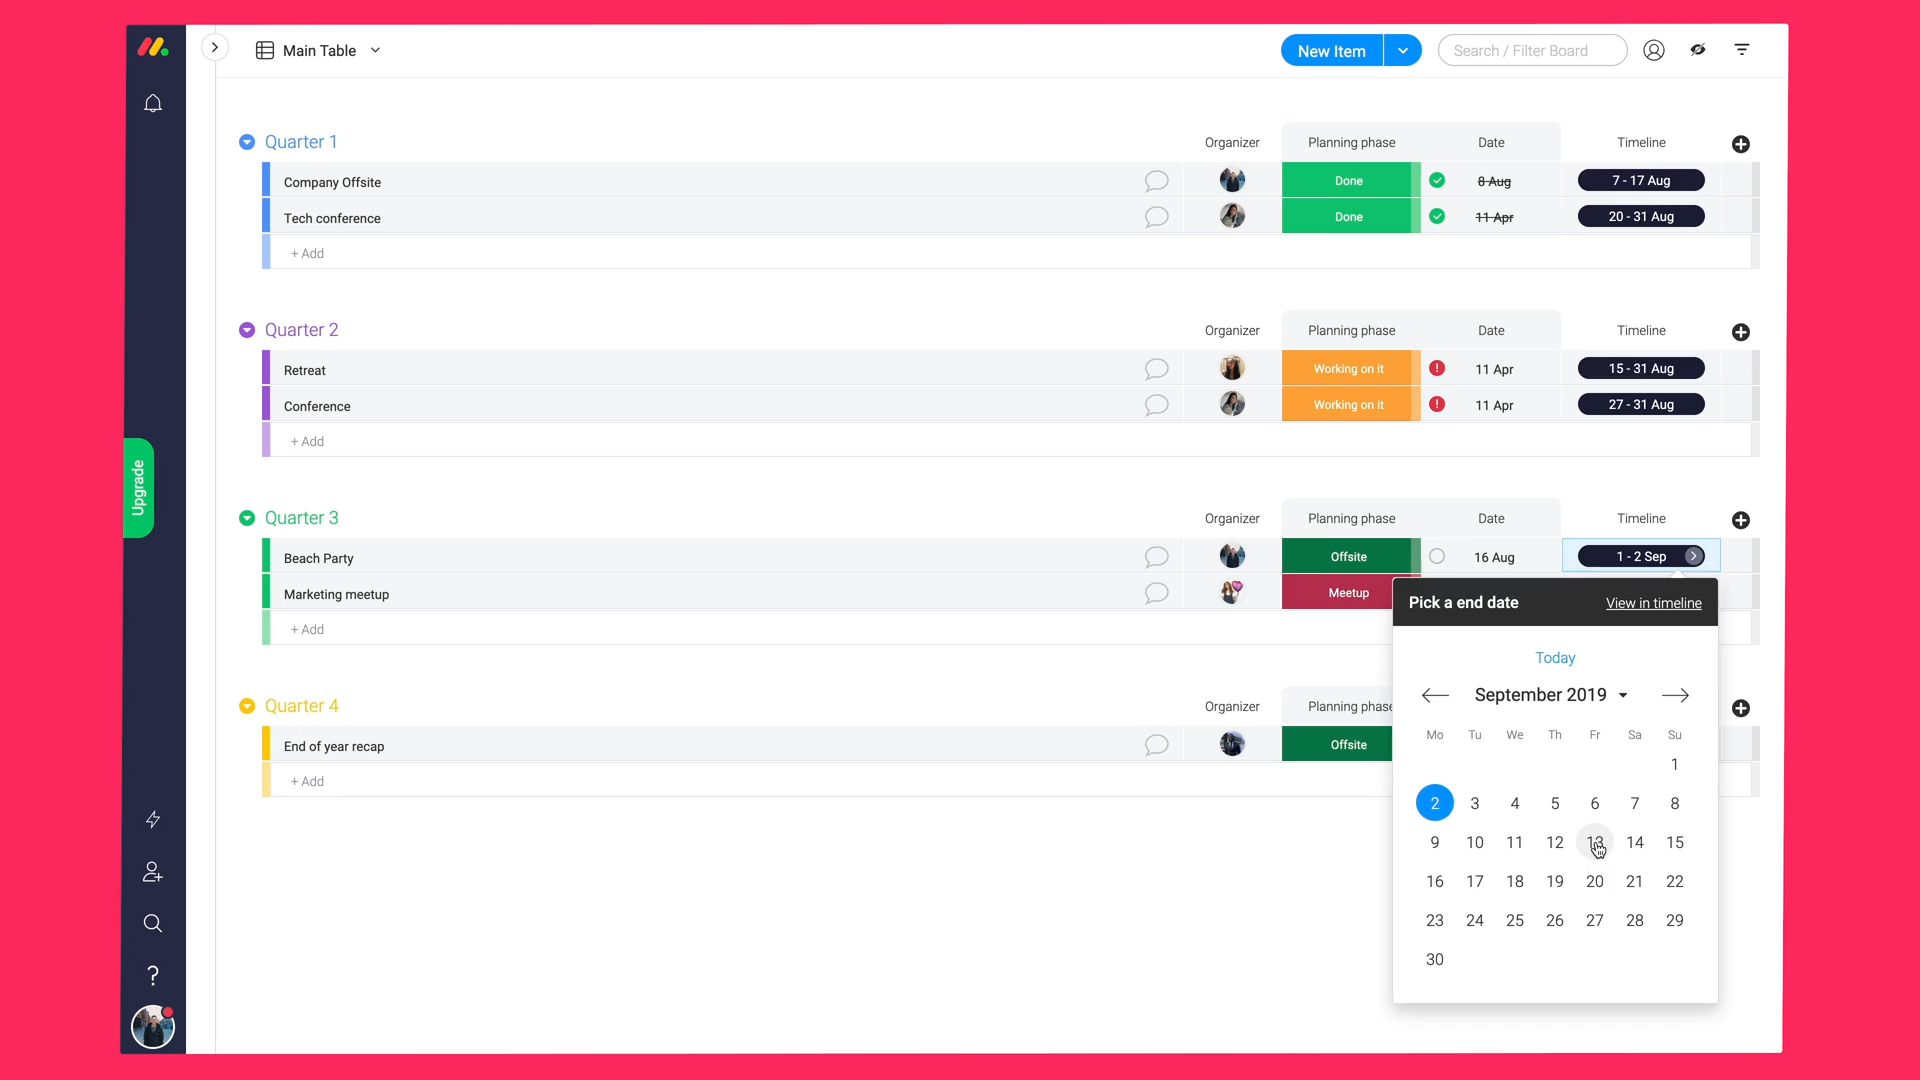 Main Table
New Item
Search / Filter Board
Quarter 1 Organizer Planning phase Date Timeline
Company Offsite Done 8 Aug 7 - 17 Aug
Tech conference Done 11 Apr 20 - 31 Aug
+ Add
Quarter 2 Organizer Planning phase Date Timeline
Retreat Working on it ! 11 Apr 15 - 31 Aug
Conference Working on it ! 11 Apr 27 - 31 Aug
+ Add
Upgrade
Quarter 3 Organizer Planning phase Date Timeline
Beach Party Offsite 16 Aug 1 - 2 Sep
Marketing meetup Meetup
+ Add
Quarter 4 Organizer Planning phase
End of year recap Offsite
+ Add
Pick a end date View in timeline
Today
September 2019
Mo Tu We Th Fr Sa Su
1
2 3 4 5 6 7 8
9 10 11 12 13 14 15
16 17 18 19 20 21 22
23 24 25 26 27 28 29
30
?